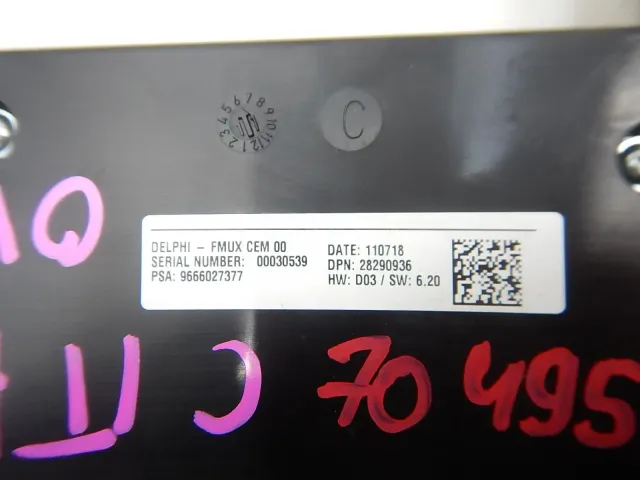 C
DELPHI – FMUX CEM 00
SERIAL NUMBER: 00030539
PSA: 9666027377
DATE: 110718
DPN: 28290936
HW: D03 / SW: 6.20
70 495